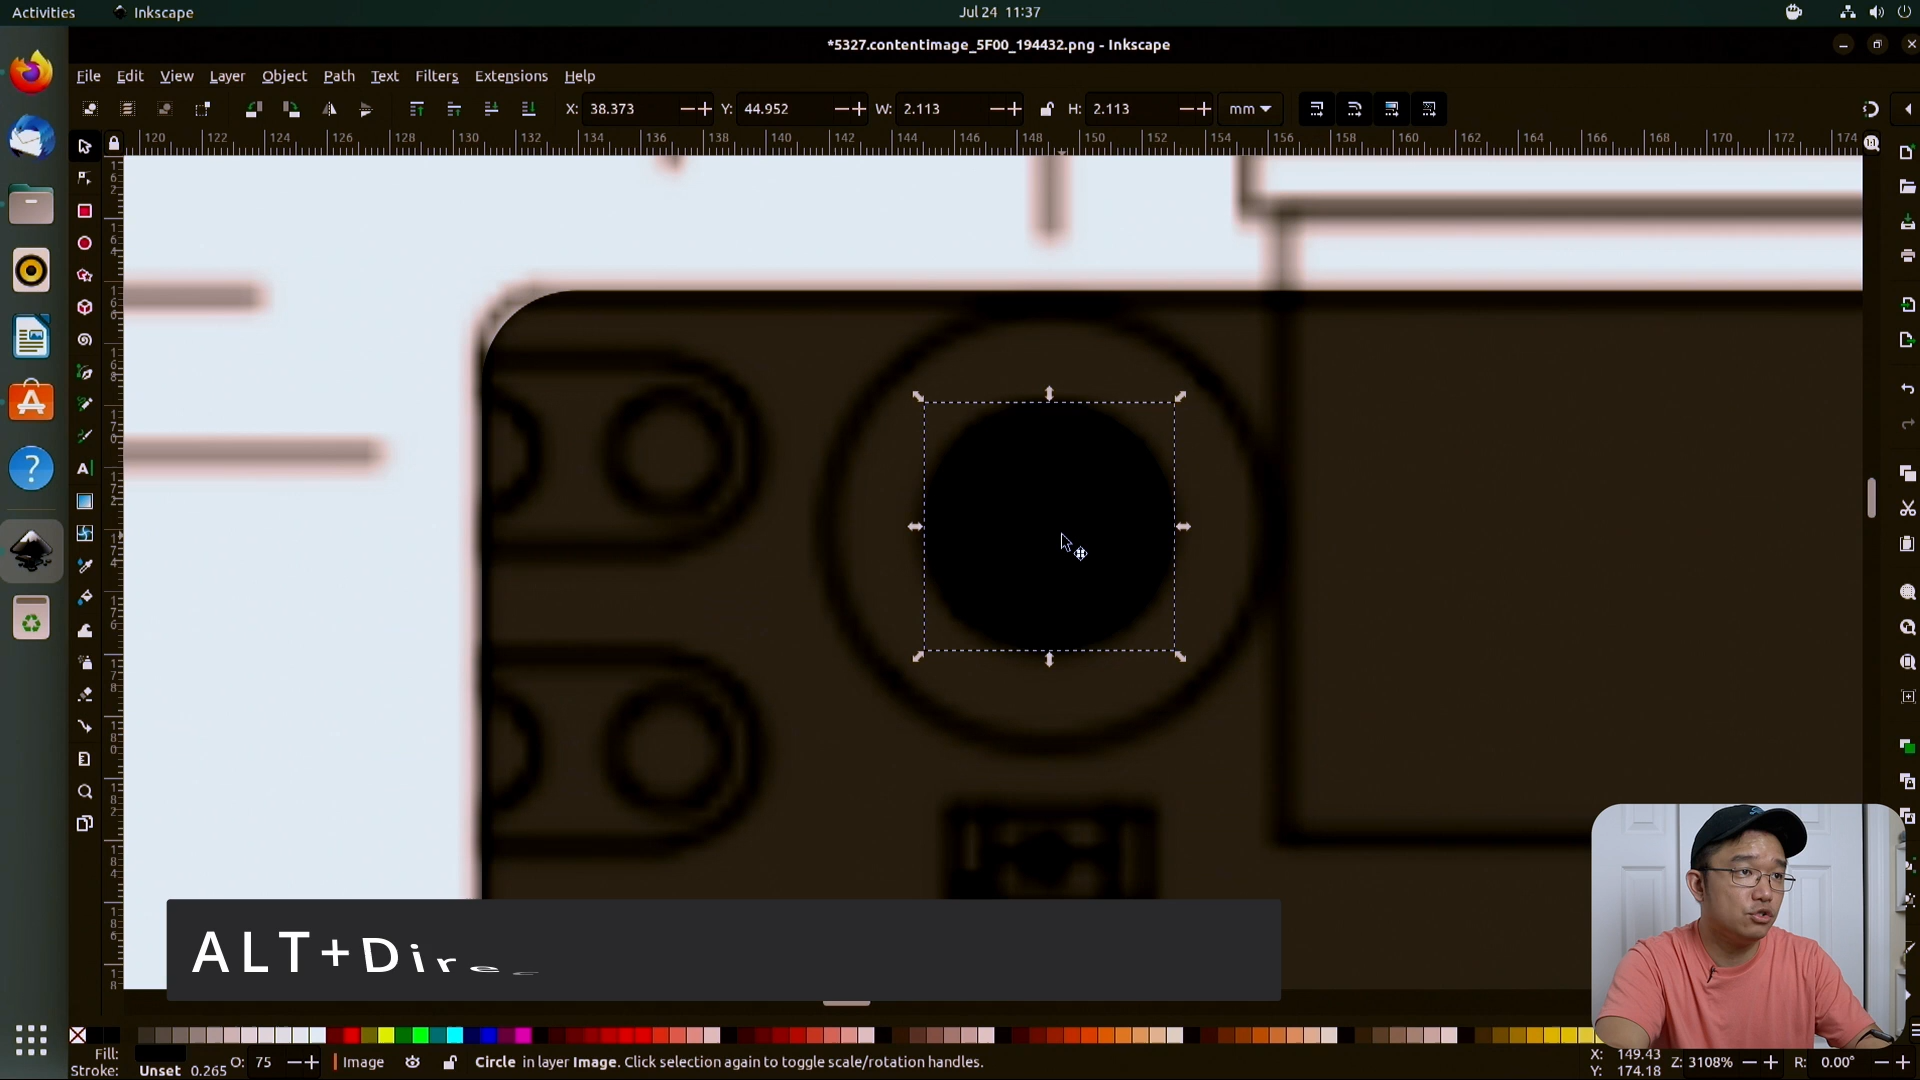 Activities
Inkscape
Jul 24 11:37
*5327.contentImage_5F00_194432.png - Inkscape
File Edit View Layer Object Path Text Filters Extensions Help
X: 38.373 Y: 44.952 W: 2.113 H: 2.113 mm
120 122 124 126 128 130 132 134 136 138 140 142 144 146 148 150 152 154 156 158 160 162 164 166 168 170 172 174
ALT+Dire
Fill:
Stroke: Unset 0.265
O: 75
Image
Circle in layer Image. Click selection again to toggle scale/rotation handles.
X: 149.43
Y: 174.18
Z: 3108%
R: 0.00°